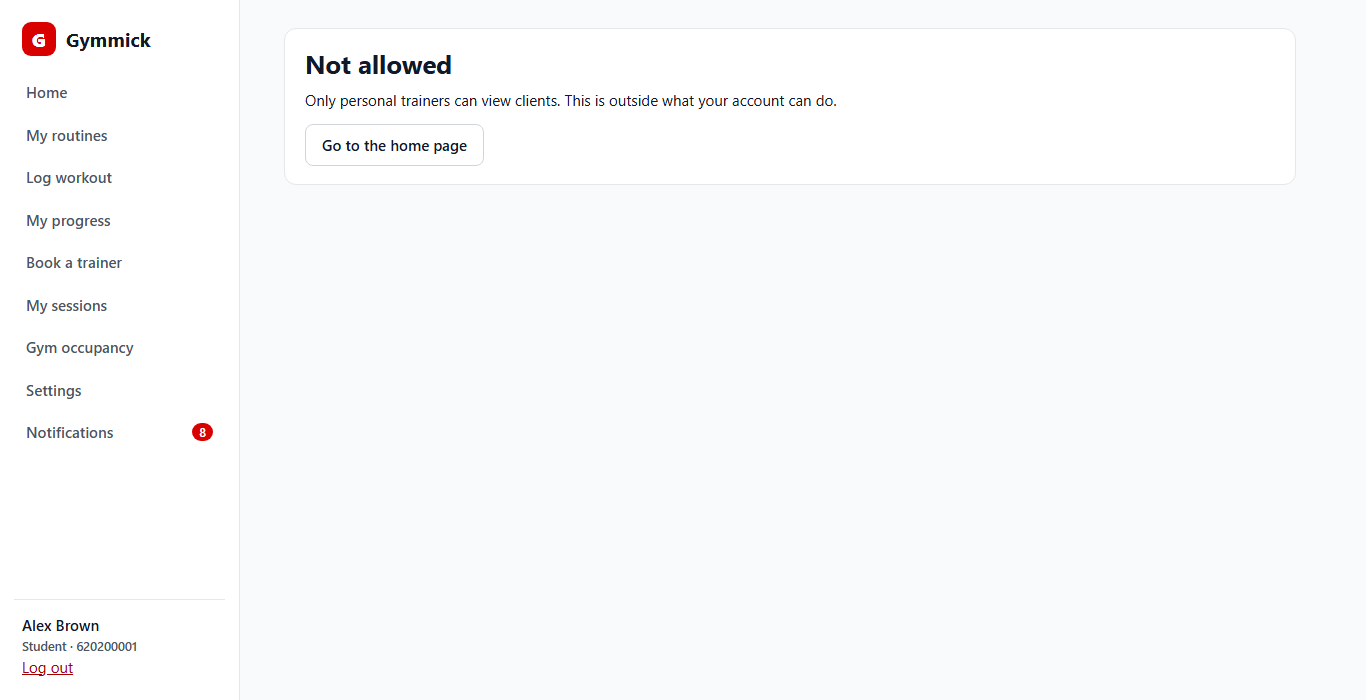 G Gymmick
Home
My routines
Log workout
My progress
Book a trainer
My sessions
Gym occupancy
Settings
Notifications 8
Alex Brown
Student · 620200001
Log out
Not allowed
Only personal trainers can view clients. This is outside what your account can do.
Go to the home page